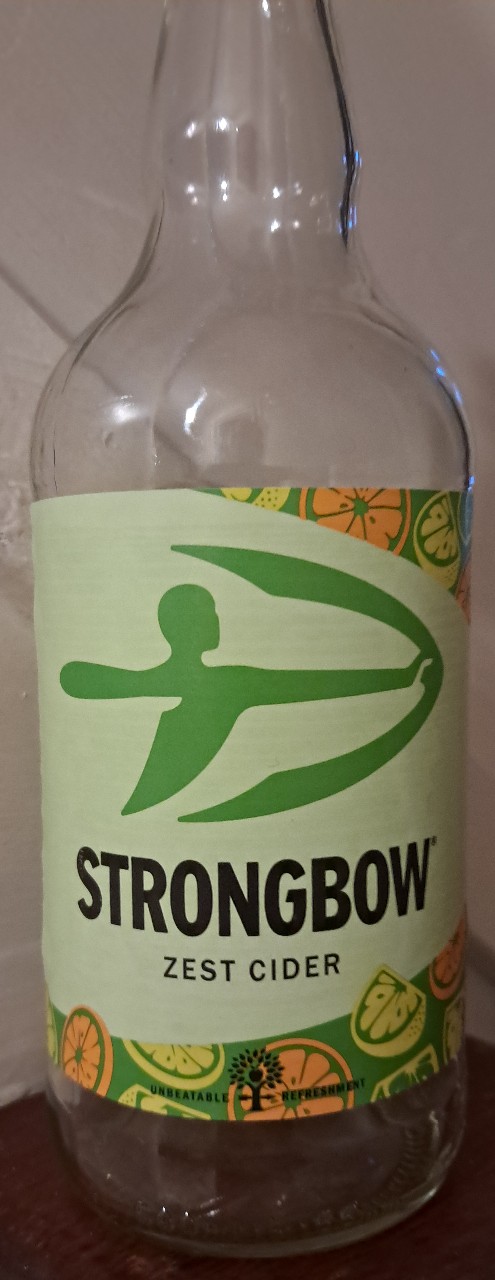 STRONGBOW®
ZEST CIDER
UNBEATABLE REFRESHMENT